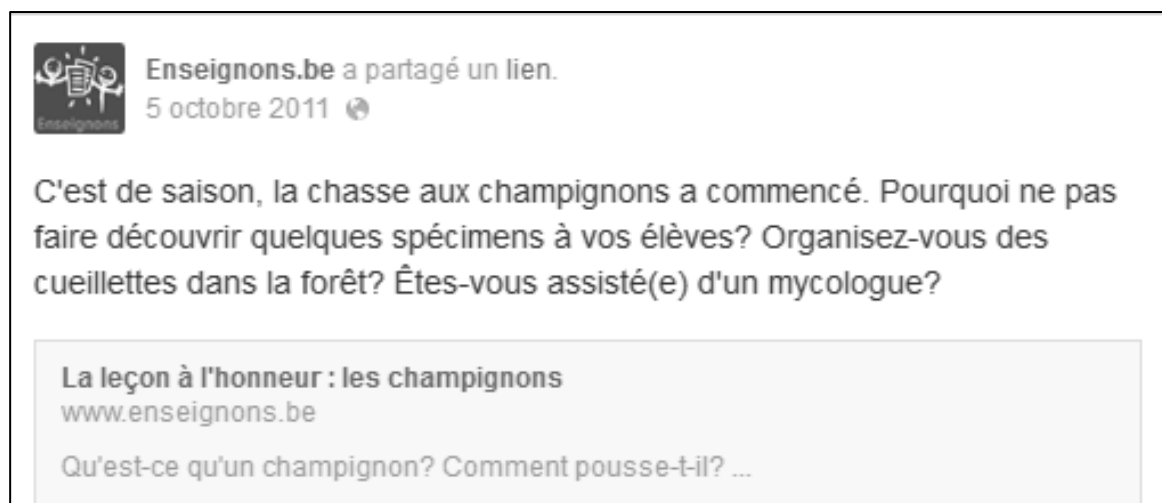 Enseignons
Enseignons.be a partagé un lien.
5 octobre 2011
C'est de saison, la chasse aux champignons a commencé. Pourquoi ne pas
faire découvrir quelques spécimens à vos élèves? Organisez-vous des
cueillettes dans la forêt? Êtes-vous assisté(e) d'un mycologue?
La leçon à l'honneur : les champignons
www.enseignons.be
Qu'est-ce qu'un champignon? Comment pousse-t-il? ...